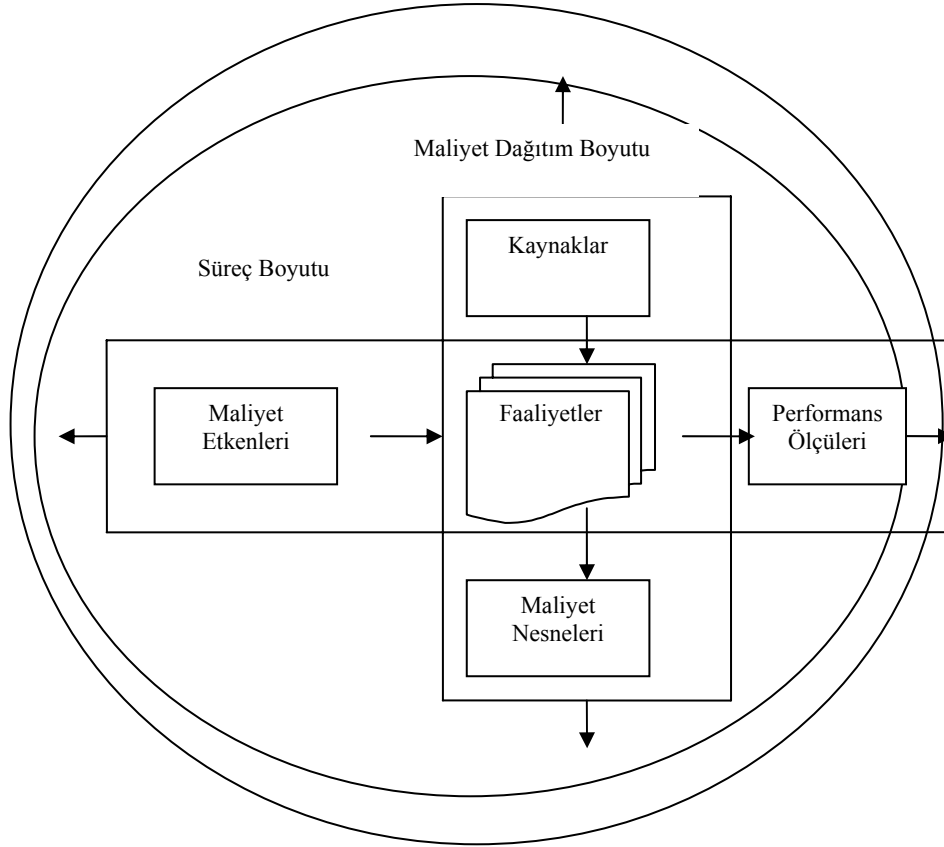 Maliyet Dağıtım Boyutu
Kaynaklar
Süreç Boyutu
Maliyet
Etkenleri
Faaliyetler
Performans
Ölçüleri
Maliyet
Nesneleri